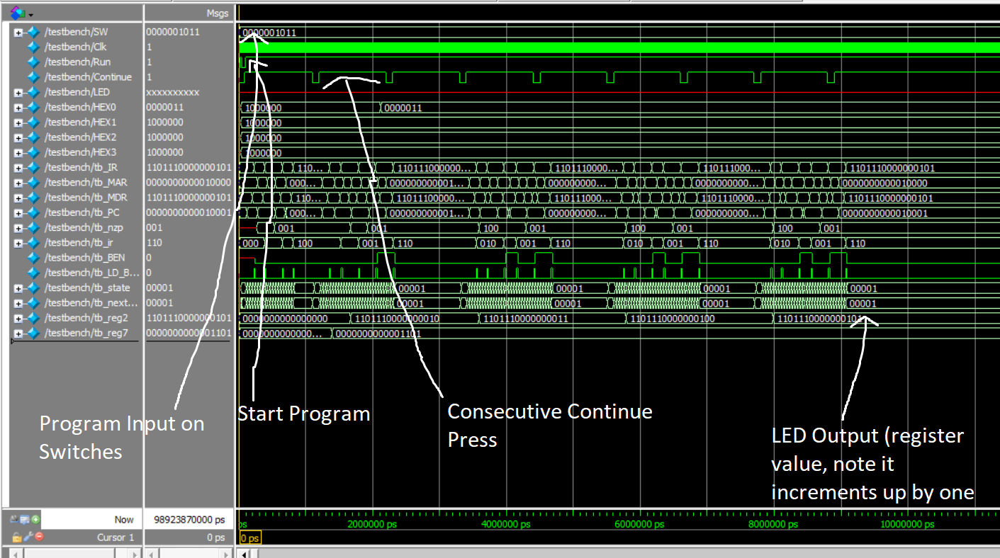 Msgs
/testbench/SW 0000001011 0000001011
/testbench/Clk 1
/testbench/Run 1
/testbench/Continue 1
/testbench/LED xxxxxxxxxx
/testbench/HEX0 0000011 1000000 0000011
/testbench/HEX1 1000000 1000000
/testbench/HEX2 1000000 1000000
/testbench/HEX3 1000000 1000000
/testbench/tb_IR 1101110000000101 110... 110111000000... 1101110000... 110111000... 1101110000000101
/testbench/tb_MAR 0000000000010000 000... 000000000001... 000000000... 0000000000... 0000000000010000
/testbench/tb_MDR 1101110000000101 110... 11011100000... 110111000... 1101110000... 1101110000000101
/testbench/tb_PC 0000000000010001 000... 000000000001... 000000000... 0000000000... 0000000000010001
/testbench/tb_nzp 001 001 001 100 001 100 001 100 001
/testbench/tb_ir 110 000 100 001 110 010 001 110 010 001 110 010 001 110
/testbench/tb_BEN 0
/testbench/tb_LD_B... 0
/testbench/tb_state 00001 00001 00001 00001 00001
/testbench/tb_next... 00001 00001 00001 00001 00001
/testbench/tb_reg2 1101110000000101 0000000000000000 1101110000000010 1101110000000011 1101110000000100 1101110000000101
/testbench/tb_reg7 0000000000001101 0000000000000... 0000000000001101
Program Input on
Switches
Start Program
Consecutive Continue
Press
LED Output (register
value, note it
increments up by one
Now 98923870000 ps
ps 2000000 ps 4000000 ps 6000000 ps 8000000 ps 10000000 ps
Cursor 1 0 ps 0 ps